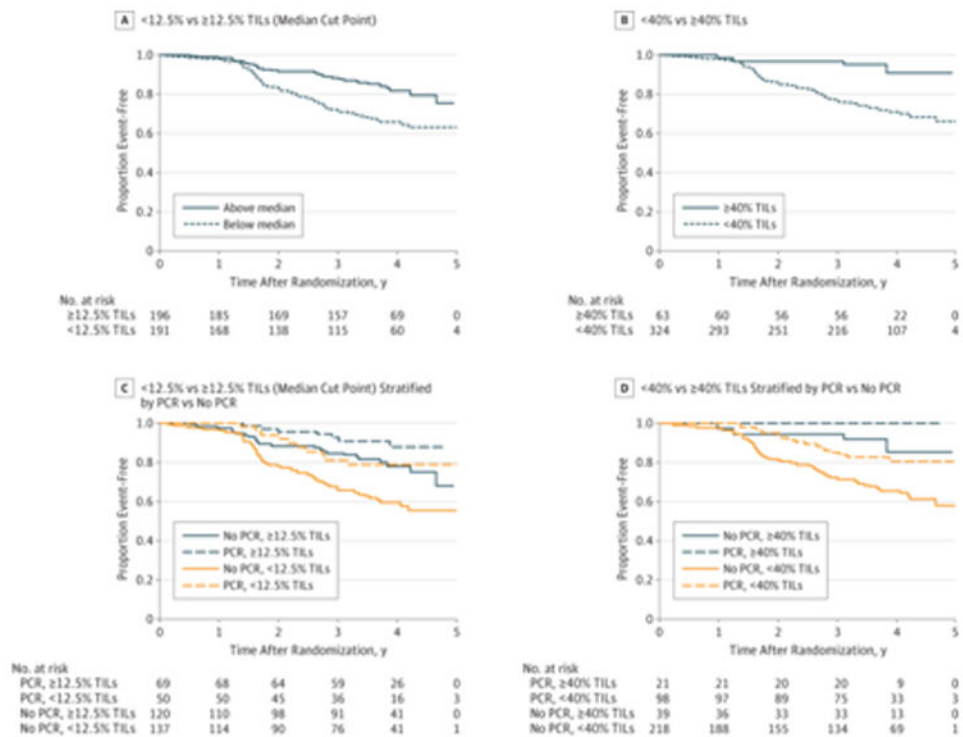 A <12.5% vs ≥12.5% TILs (Median Cut Point)
Proportion Event-Free
1.0
0.8
0.6
0.4
0.2
0
Above median
Below median
0 1 2 3 4 5
Time After Randomization, y
No. at risk
≥12.5% TILs 196 185 169 157 69 0
<12.5% TILs 191 168 138 115 60 4
B <40% vs ≥40% TILs
Proportion Event-Free
1.0
0.8
0.6
0.4
0.2
0
≥40% TILs
<40% TILs
0 1 2 3 4 5
Time After Randomization, y
No. at risk
≥40% TILs 63 60 56 56 22 0
<40% TILs 324 293 251 216 107 4
C <12.5% vs ≥12.5% TILs (Median Cut Point) Stratified
by PCR vs No PCR
Proportion Event-Free
1.0
0.8
0.6
0.4
0.2
0
No PCR, ≥12.5% TILs
PCR, ≥12.5% TILs
No PCR, <12.5% TILs
PCR, <12.5% TILs
0 1 2 3 4 5
Time After Randomization, y
No. at risk
PCR, ≥12.5% TILs 69 68 64 59 26 0
PCR, <12.5% TILs 50 50 45 36 16 3
No PCR, ≥12.5% TILs 120 110 98 91 41 0
No PCR, <12.5% TILs 137 114 90 76 41 1
D <40% vs ≥40% TILs Stratified by PCR vs No PCR
Proportion Event-Free
1.0
0.8
0.6
0.4
0.2
0
No PCR, ≥40% TILs
PCR, ≥40% TILs
No PCR, <40% TILs
PCR, <40% TILs
0 1 2 3 4 5
Time After Randomization, y
No. at risk
PCR, ≥40% TILs 21 21 20 20 9 0
PCR, <40% TILs 98 97 89 75 33 3
No PCR, ≥40% TILs 39 36 33 33 13 0
No PCR, <40% TILs 218 188 155 134 69 1